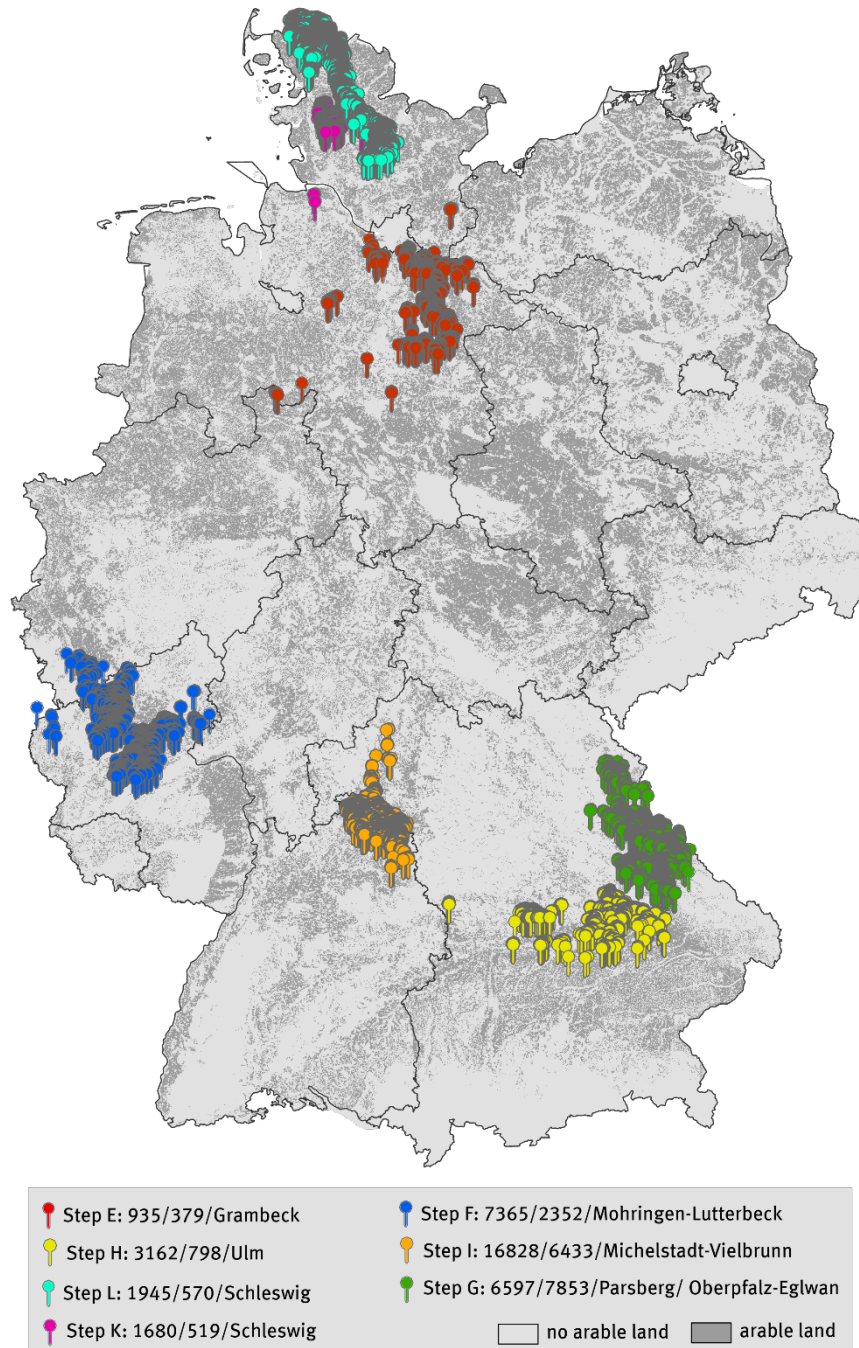 Step E: 935/379/Grambeck
Step F: 7365/2352/Mohringen-Lutterbeck
Step H: 3162/798/Ulm
Step I: 16828/6433/Michelstadt-Vielbrunn
Step L: 1945/570/Schleswig
Step G: 6597/7853/Parsberg/ Oberpfalz-Eglwan
Step K: 1680/519/Schleswig
no arable land
arable land